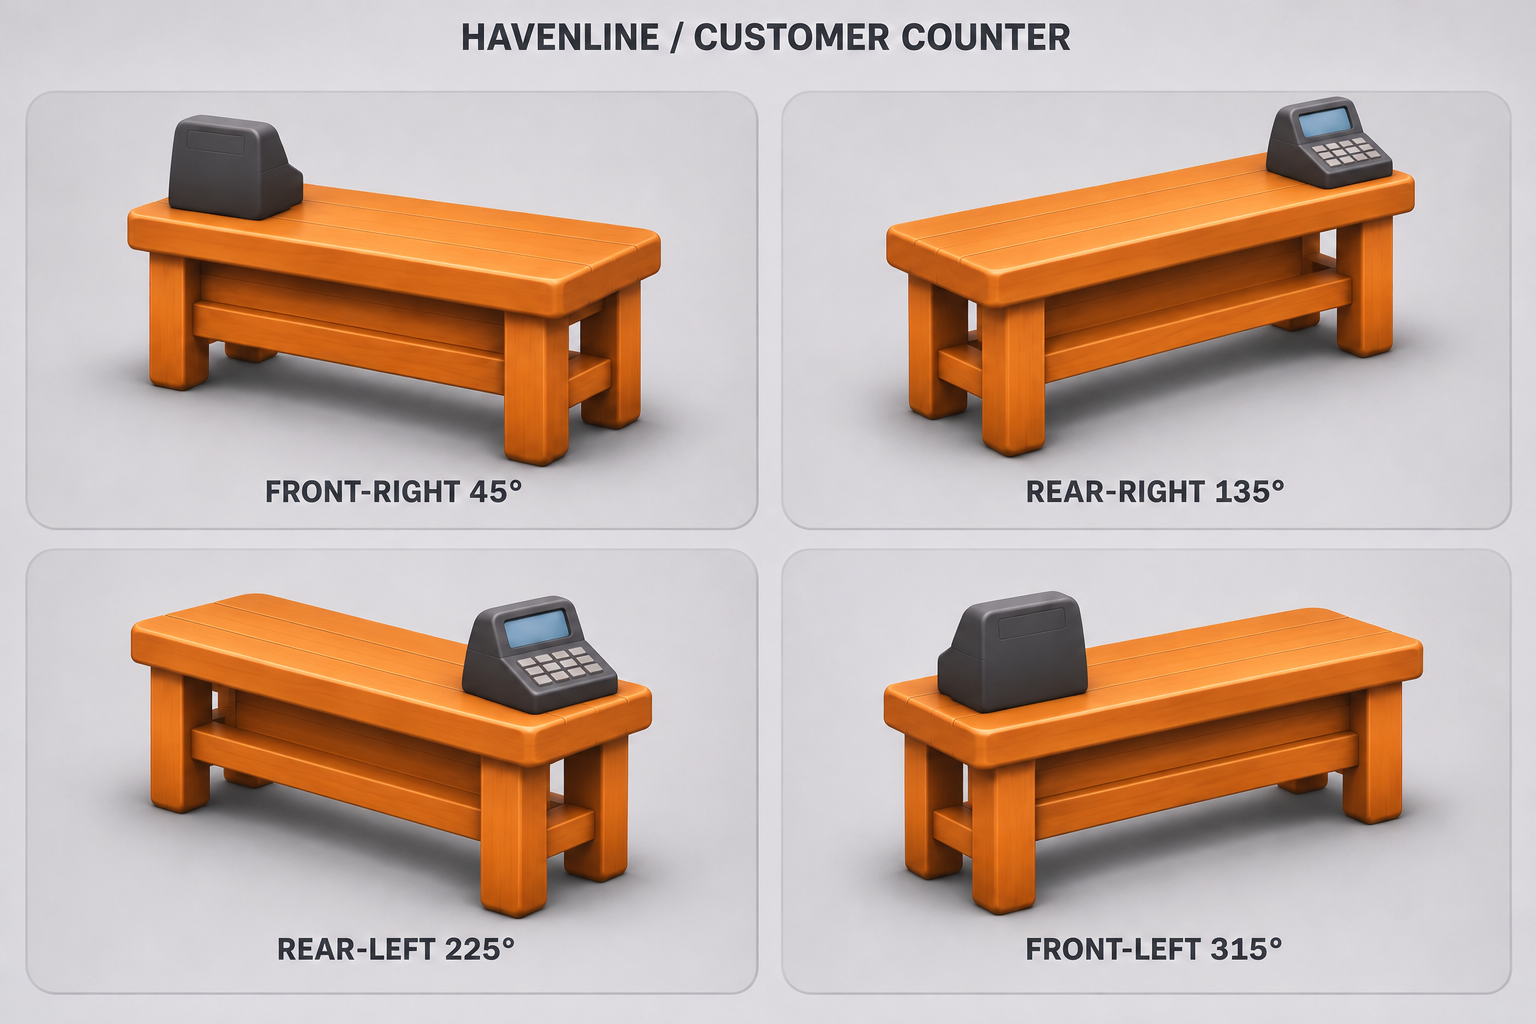 HAVENLINE / CUSTOMER COUNTER
FRONT-RIGHT 45°
REAR-RIGHT 135°
REAR-LEFT 225°
FRONT-LEFT 315°